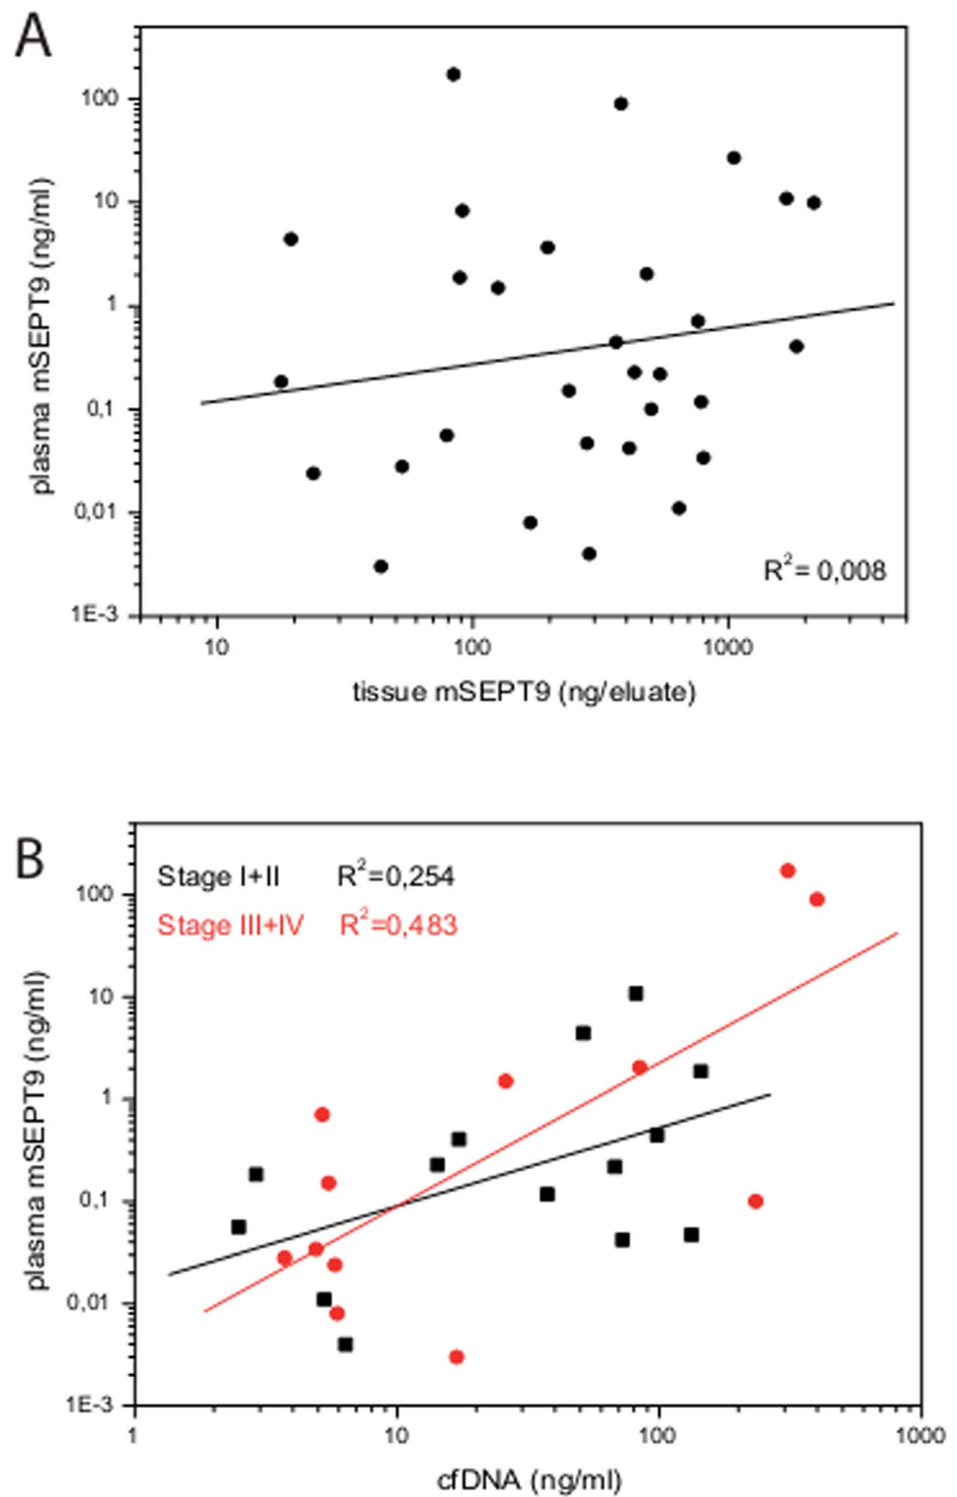 A
100
10
1
0,1
0,01
1E-3
plasma mSEPT9 (ng/ml)
R²= 0,008
10 100 1000
tissue mSEPT9 (ng/eluate)
B
Stage I+II R²=0,254
Stage III+IV R²=0,483
100
10
1
0,1
0,01
1E-3
plasma mSEPT9 (ng/ml)
1 10 100 1000
cfDNA (ng/ml)